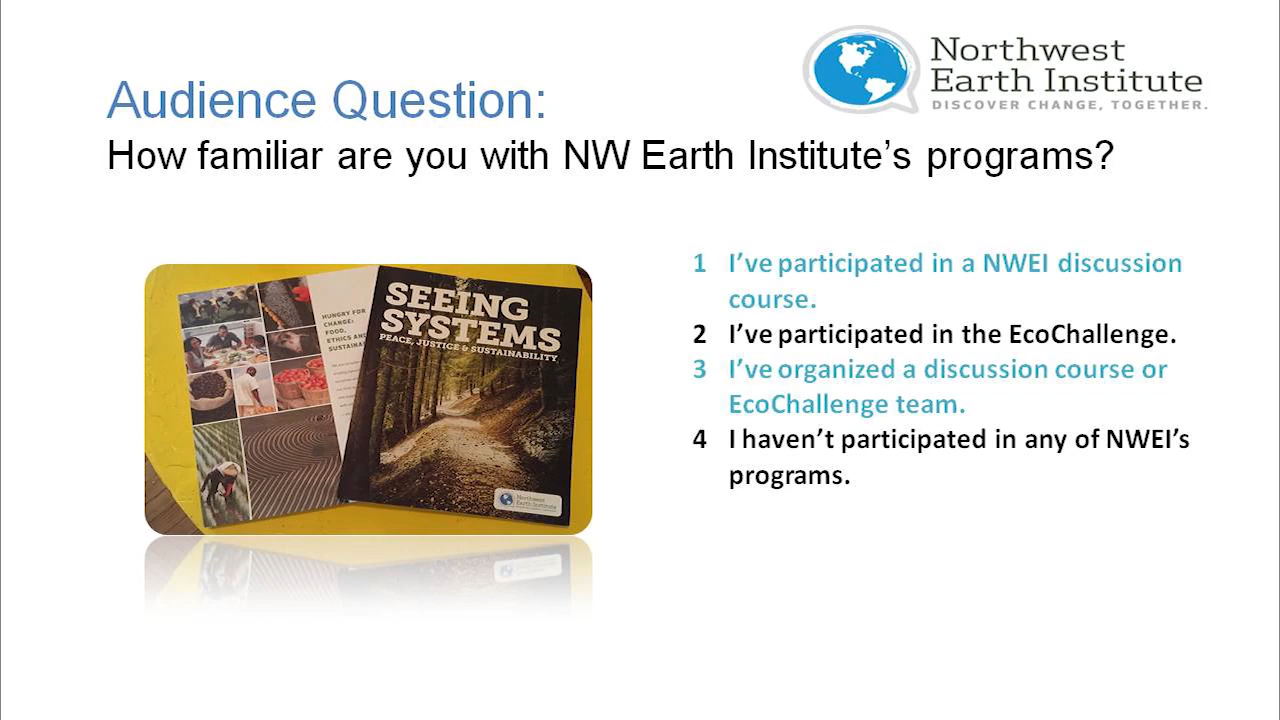 Northwest
Earth Institute
DISCOVER CHANGE, TOGETHER.
Audience Question:
How familiar are you with NW Earth Institute’s programs?
1 I’ve participated in a NWEI discussion
course.
2 I’ve participated in the EcoChallenge.
3 I’ve organized a discussion course or
EcoChallenge team.
4 I haven’t participated in any of NWEI’s
programs.
HUNGRY FOR
CHANGE:
FOOD,
ETHICS AN
SUSTAINA
SEEING
SYSTEMS
PEACE, JUSTICE & SUSTAINABILITY
Northwest
Earth Institute